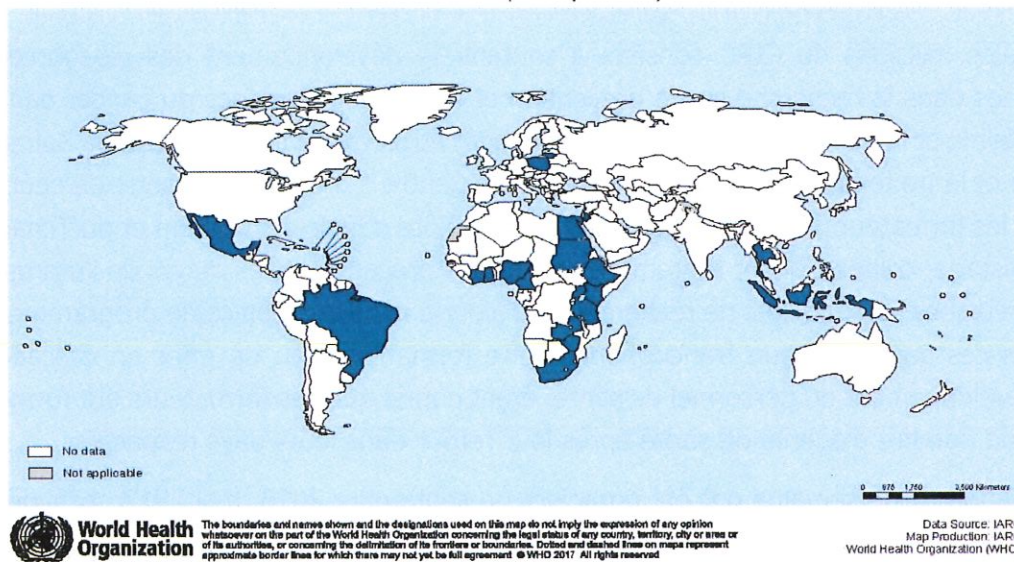 No data
Not applicable
0 875 1,750 3,500 Kilometers
World Health
Organization
The boundaries and names shown and the designations used on this map do not imply the expression of any opinion
whatsoever on the part of the World Health Organization concerning the legal status of any country, territory, city or area or
of its authorities, or concerning the delimitation of its frontiers or boundaries. Dotted and dashed lines on maps represent
approximate border lines for which there may not yet be full agreement. © WHO 2017 All rights reserved
Data Source: IAR
Map Production: IAR
World Health Organization (WHO